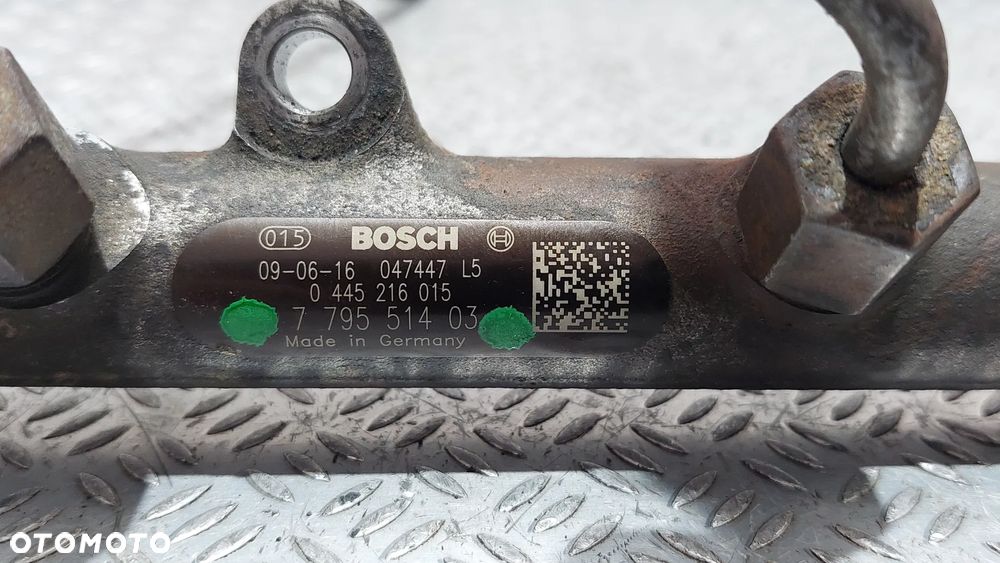 015 BOSCH
09-06-16 047447 L5
0 445 216 015
7 795 514 03
Made in Germany
OTOMOTO